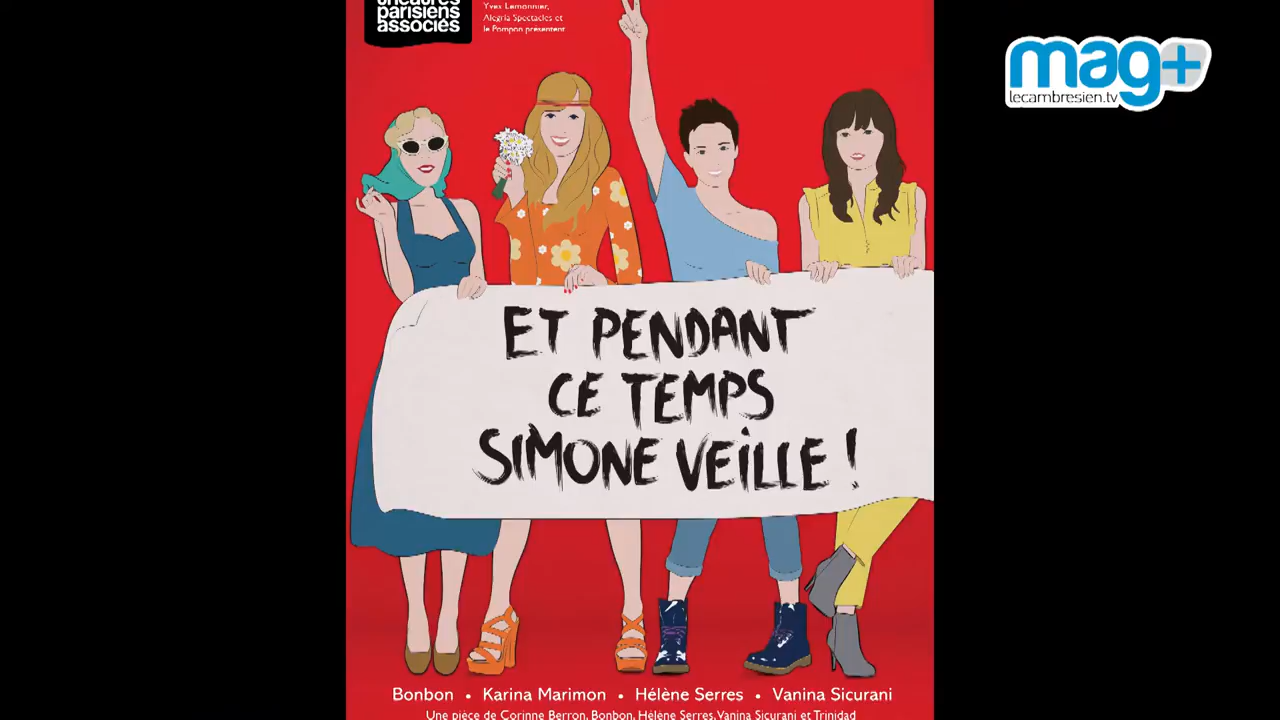 parisiens
associés
Yves Lemonnier,
Alegria Spectacles et
le Pompon présentent
mag+
lecambresien.tv
ET PENDANT
CE TEMPS
SIMONE VEILLE !
Bonbon • Karina Marimon • Hélène Serres • Vanina Sicurani
Une pièce de Corinne Berron, Bonbon, Hélène Serres, Vanina Sicurani et Trinidad